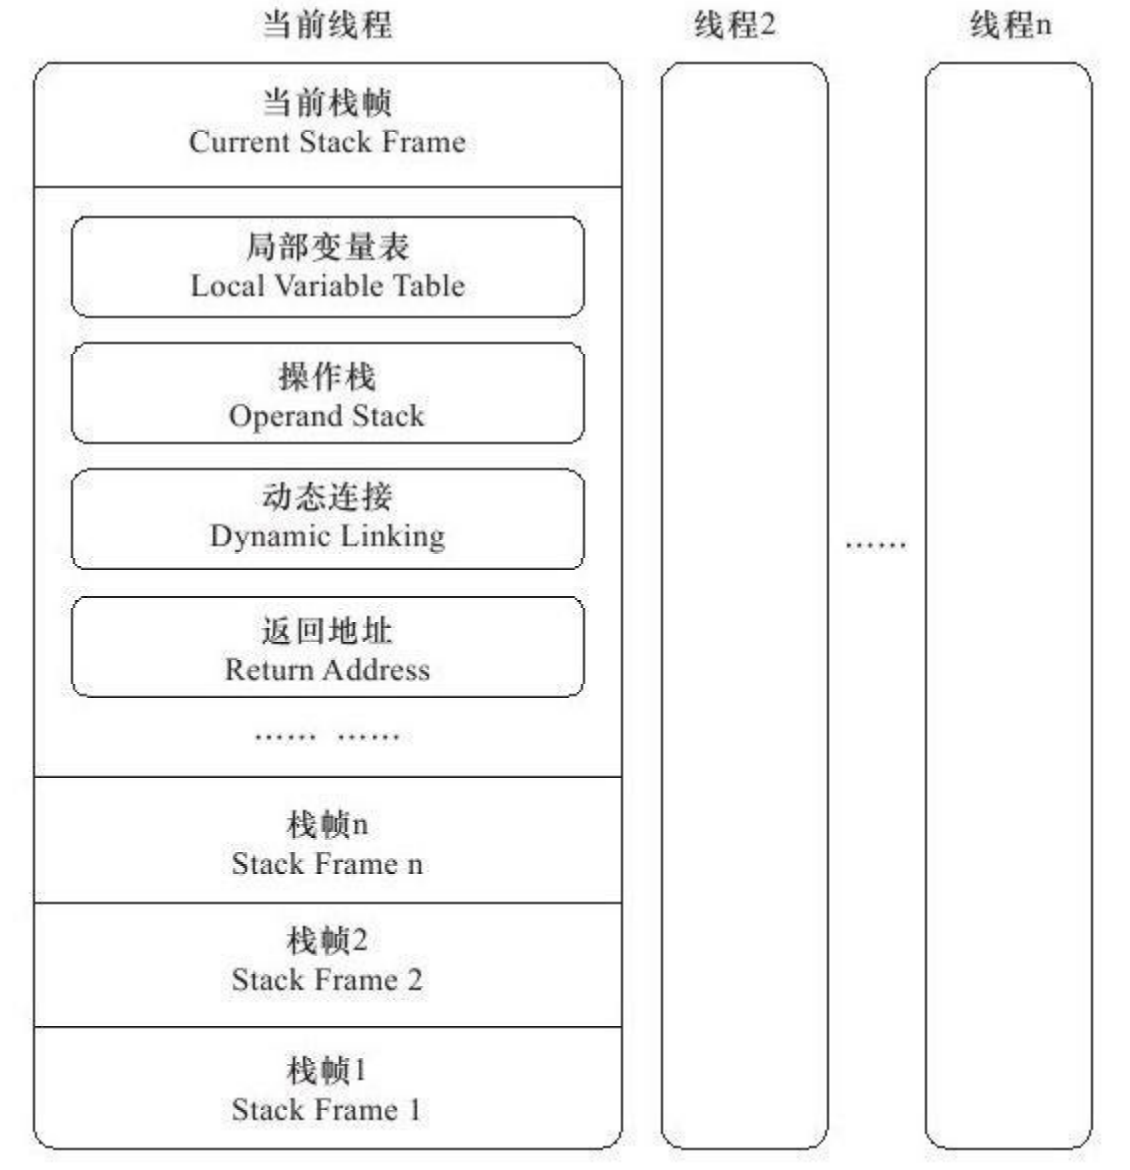 当前线程
线程2
线程n
当前栈帧
Current Stack Frame
局部变量表
Local Variable Table
操作栈
Operand Stack
动态连接
Dynamic Linking
……
返回地址
Return Address
…… ……
栈帧n
Stack Frame n
栈帧2
Stack Frame 2
栈帧1
Stack Frame 1